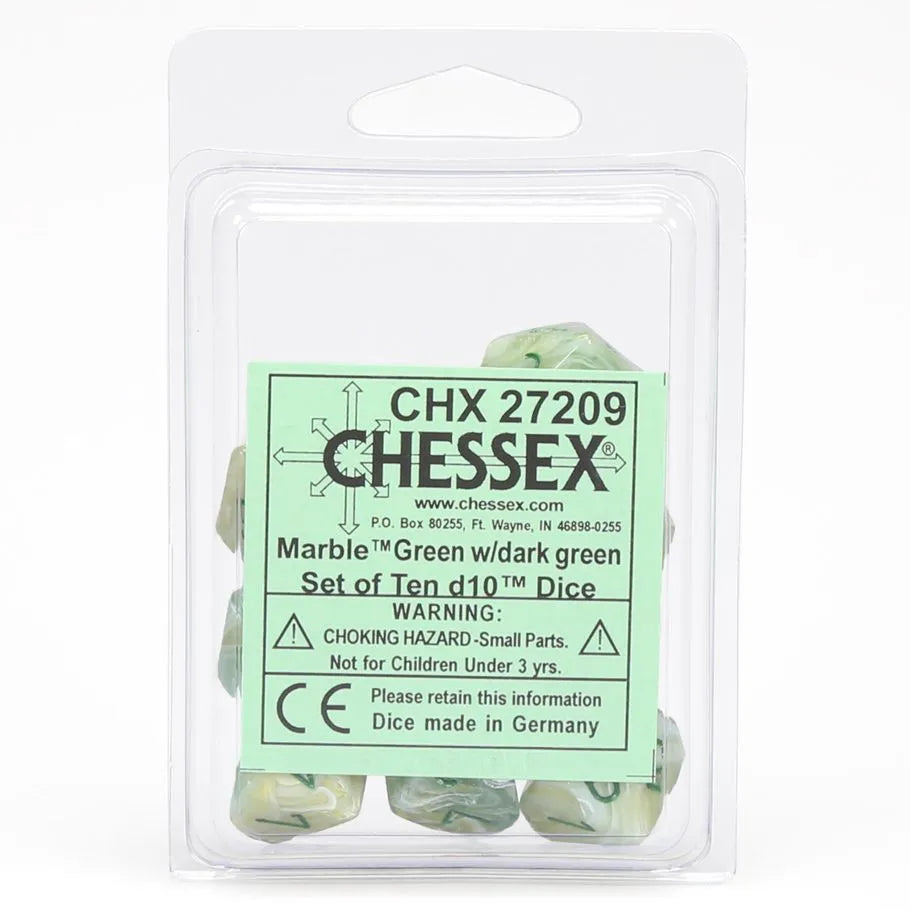 CHX 27209
CHESSEX®
www.chessex.com
P.O. Box 80255, Ft. Wayne, IN 46898-0255
Marble™Green w/dark green
Set of Ten d10™ Dice
WARNING:
CHOKING HAZARD-Small Parts.
Not for Children Under 3 yrs.
CE Please retain this information
Dice made in Germany